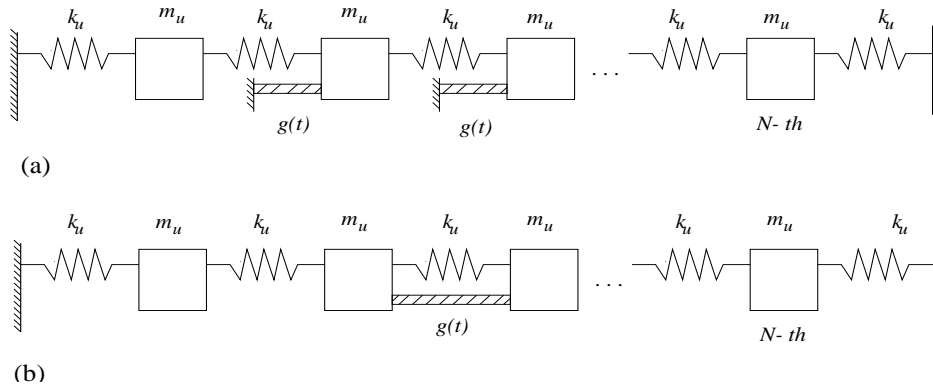 k_u m_u k_u m_u k_u m_u k_u m_u k_u
. . .
g(t) g(t) N- th
(a)
k_u m_u k_u m_u k_u m_u k_u m_u k_u
. . .
g(t) N- th
(b)